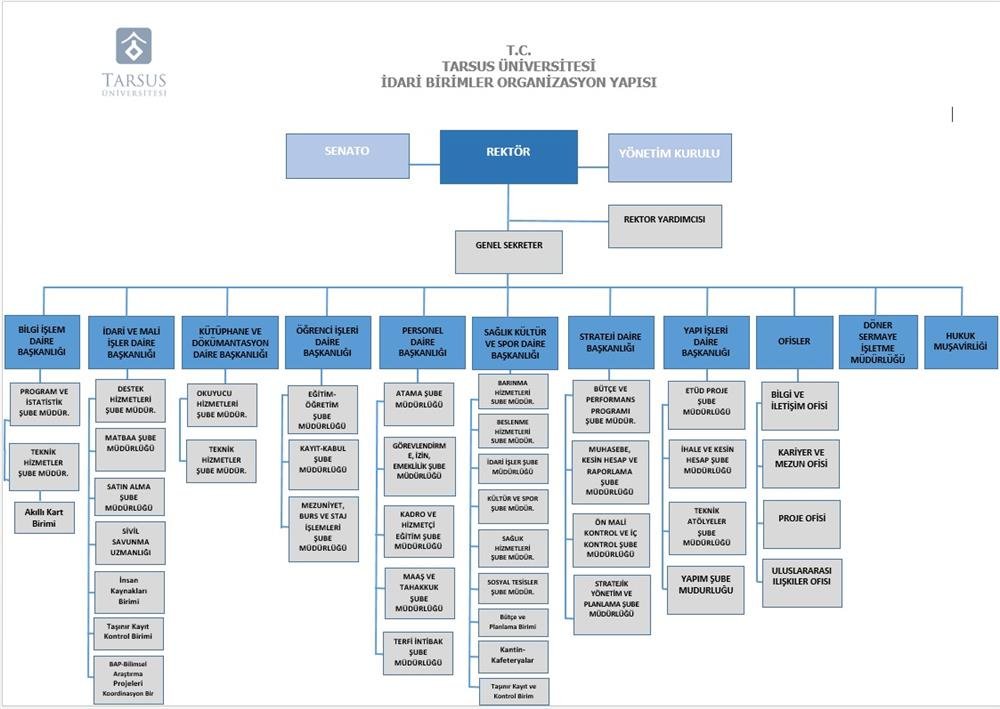 TARSUS
ÜNİVERSİTESİ
T.C.
TARSUS ÜNİVERSİTESİ
İDARİ BİRİMLER ORGANIZASYON YAPISI
SENATO
REKTÖR
YÖNETİM KURULU
REKTOR YARDIMCISI
GENEL SEKRETER
BİLGİ İŞLEM
DAİRE
BAŞKANLIĞI
PROGRAM VE
İSTATİSTİK
ŞUBE MÜDÜR.
TEKNİK
HİZMETLER
ŞUBE MÜDÜR.
Akıllı Kart
Birimi
İDARİ VE MALİ
İŞLER DAİRE
BAŞKANLIĞI
DESTEK
HİZMETLERİ
ŞUBE MÜDÜR.
MATBAA ŞUBE
MÜDÜRLÜĞÜ
SATIN ALMA
ŞUBE
MÜDÜRLÜĞÜ
SİVİL
SAVUNMA
UZMANLIĞI
İnsan
Kaynakları
Birimi
Taşınır Kayıt
Kontrol Birimi
BAP-Bilimsel
Araştırma
Projeleri
Koordinasyon Bir
KÜTÜPHANE VE
DÖKÜMANTASYON
DAİRE BAŞKANLIĞI
OKUYUCU
HİZMETLERİ
ŞUBE MÜDÜR.
TEKNİK
HİZMETLER
ŞUBE MÜDÜR.
ÖĞRENCİ İŞLERİ
DAİRE
BAŞKANLIĞI
EĞİTİM-
ÖĞRETİM
ŞUBE
MÜDÜRLÜĞÜ
KAYIT-KABUL
ŞUBE
MÜDÜRLÜĞÜ
MEZUNİYET,
BURS VE STAJ
İŞLEMLERİ
ŞUBE
MÜDÜRLÜĞÜ
PERSONEL
DAİRE
BAŞKANLIĞI
ATAMA ŞUBE
MÜDÜRLÜĞÜ
GÖREVLENDİRM
E, İZİN,
EMEKLİLİK ŞUBE
MÜDÜRLÜĞÜ
KADRO VE
HİZMETÇİ
EĞİTİM ŞUBE
MÜDÜRLÜĞÜ
MAAŞ VE
TAHAKKUK
ŞUBE
MÜDÜRLÜĞÜ
TERFİ İNTİBAK
ŞUBE
MÜDÜRLÜĞÜ
SAĞLIK KÜLTÜR
VE SPOR DAİRE
BAŞKANLIĞI
BARINMA
HİZMETLERİ
SUBE MÜDÜR.
BESLENME
HİZMETLERİ
SUBE MÜDÜR.
İDARİ İŞLER ŞUBE
MÜDÜRLÜĞÜ
KÜLTÜR VE SPOR
ŞUBE MÜDÜR.
SAĞLIK
HİZMETLERİ
ŞUBE MÜDÜR.
SOSYAL TESİSLER
ŞUBE MÜDÜR.
Bütçe ve
Planlama Birimi
Kantin-
Kafeteryalar
Taşınır Kayıt ve
Kontrol Birim
STRATEJİ DAİRE
BAŞKANLIĞI
BÜTÇE VE
PERFORMANS
PROGRAMI
ŞUBE MÜDÜR.
MUHASEBE,
KESİN HESAP VE
RAPORLAMA
ŞUBE
MÜDÜRLÜĞÜ
ÖN MALİ
KONTROL VE İÇ
KONTROL ŞUBE
MÜDÜRLÜĞÜ
STRATEJİK
YÖNETİM VE
PLANLAMA ŞUBE
MÜDÜRLÜĞÜ
YAPI İŞLERİ
DAİRE
BAŞKANLIĞI
ETÜD PROJE
ŞUBE
MÜDÜRLÜĞÜ
İHALE VE KESİN
HESAP ŞUBE
MÜDÜRLÜĞÜ
TEKNİK
ATÖLYELER
ŞUBE
MÜDÜRLÜĞÜ
YAPIM ŞUBE
MUDURLUĞU
OFİSLER
BİLGİ VE
İLETİŞIM OFİSİ
KARİYER VE
MEZUN OFİSİ
PROJE OFİSİ
ULUSLARARASI
ILIŞKILER OFISI
DÖNER
SERMAYE
İŞLETME
MÜDÜRLÜĞÜ
HUKUK
MUŞAVİRLİĞİ